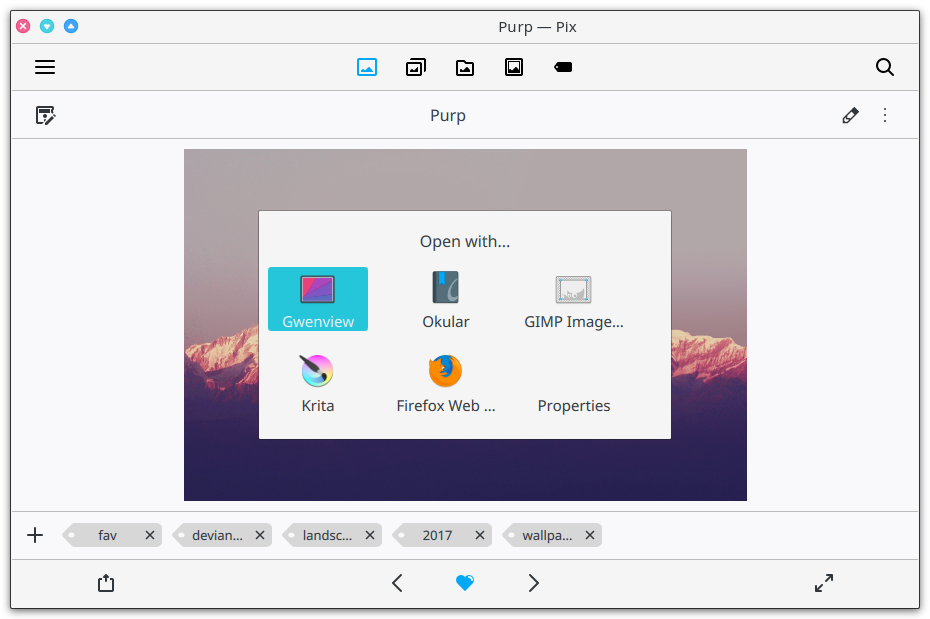 Purp — Pix
Purp
Open with...
Gwenview
Okular
GIMP Image...
Krita
Firefox Web ...
Properties
fav
devian...
landsc...
2017
wallpa...